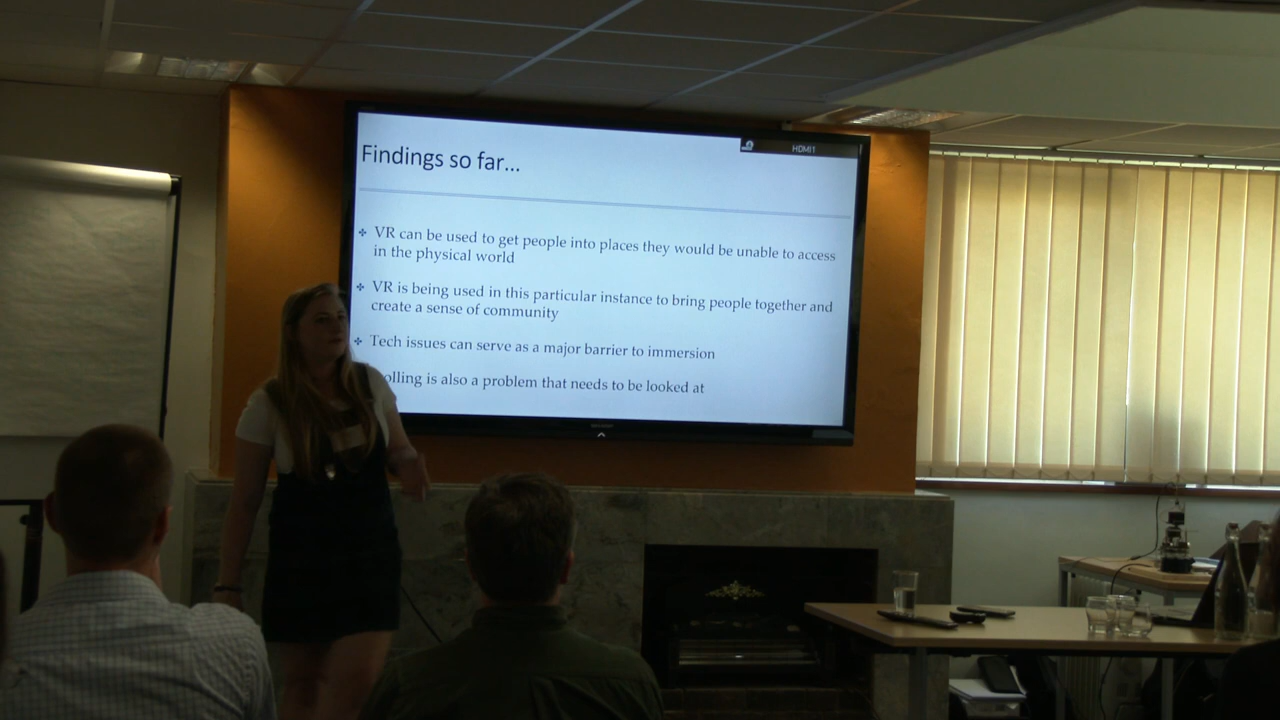 HDMI1
Findings so far...
VR can be used to get people into places they would be unable to access
in the physical world
VR is being used in this particular instance to bring people together and
create a sense of community
Tech issues can serve as a major barrier to immersion
olling is also a problem that needs to be looked at